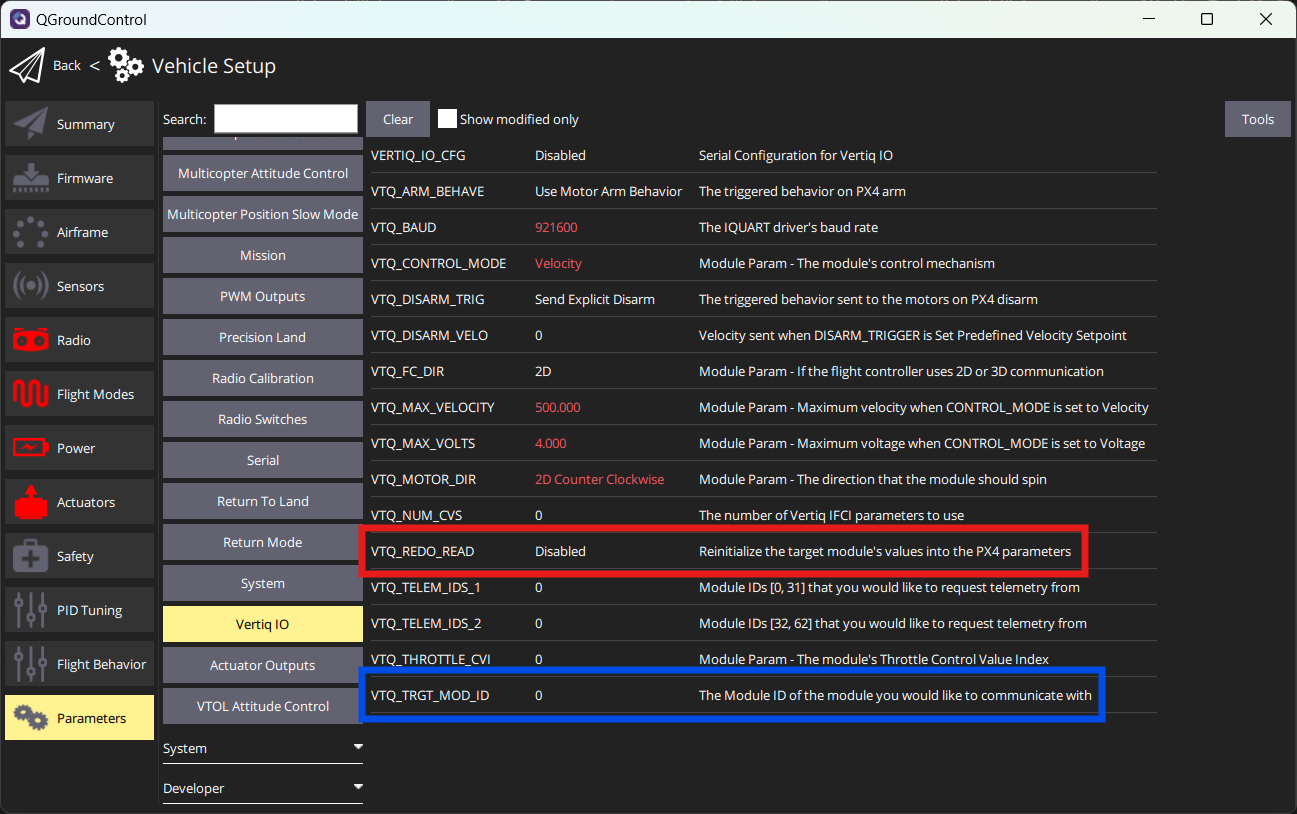 QGroundControl
Back < Vehicle Setup
Search: Clear Show modified only Tools
Summary
Firmware
Airframe
Sensors
Radio
Flight Modes
Power
Actuators
Safety
PID Tuning
Flight Behavior
Parameters
Multicopter Attitude Control
Multicopter Position Slow Mode
Mission
PWM Outputs
Precision Land
Radio Calibration
Radio Switches
Serial
Return To Land
Return Mode
System
Vertiq IO
Actuator Outputs
VTOL Attitude Control
System
Developer
VERTIQ_IO_CFG Disabled Serial Configuration for Vertiq IO
VTQ_ARM_BEHAVE Use Motor Arm Behavior The triggered behavior on PX4 arm
VTQ_BAUD 921600 The IQUART driver's baud rate
VTQ_CONTROL_MODE Velocity Module Param - The module's control mechanism
VTQ_DISARM_TRIG Send Explicit Disarm The triggered behavior sent to the motors on PX4 disarm
VTQ_DISARM_VELO 0 Velocity sent when DISARM_TRIGGER is Set Predefined Velocity Setpoint
VTQ_FC_DIR 2D Module Param - If the flight controller uses 2D or 3D communication
VTQ_MAX_VELOCITY 500.000 Module Param - Maximum velocity when CONTROL_MODE is set to Velocity
VTQ_MAX_VOLTS 4.000 Module Param - Maximum voltage when CONTROL_MODE is set to Voltage
VTQ_MOTOR_DIR 2D Counter Clockwise Module Param - The direction that the module should spin
VTQ_NUM_CVS 0 The number of Vertiq IFCI parameters to use
VTQ_REDO_READ Disabled Reinitialize the target module's values into the PX4 parameters
VTQ_TELEM_IDS_1 0 Module IDs [0, 31] that you would like to request telemetry from
VTQ_TELEM_IDS_2 0 Module IDs [32, 62] that you would like to request telemetry from
VTQ_THROTTLE_CVI 0 Module Param - The module's Throttle Control Value Index
VTQ_TRGT_MOD_ID 0 The Module ID of the module you would like to communicate with